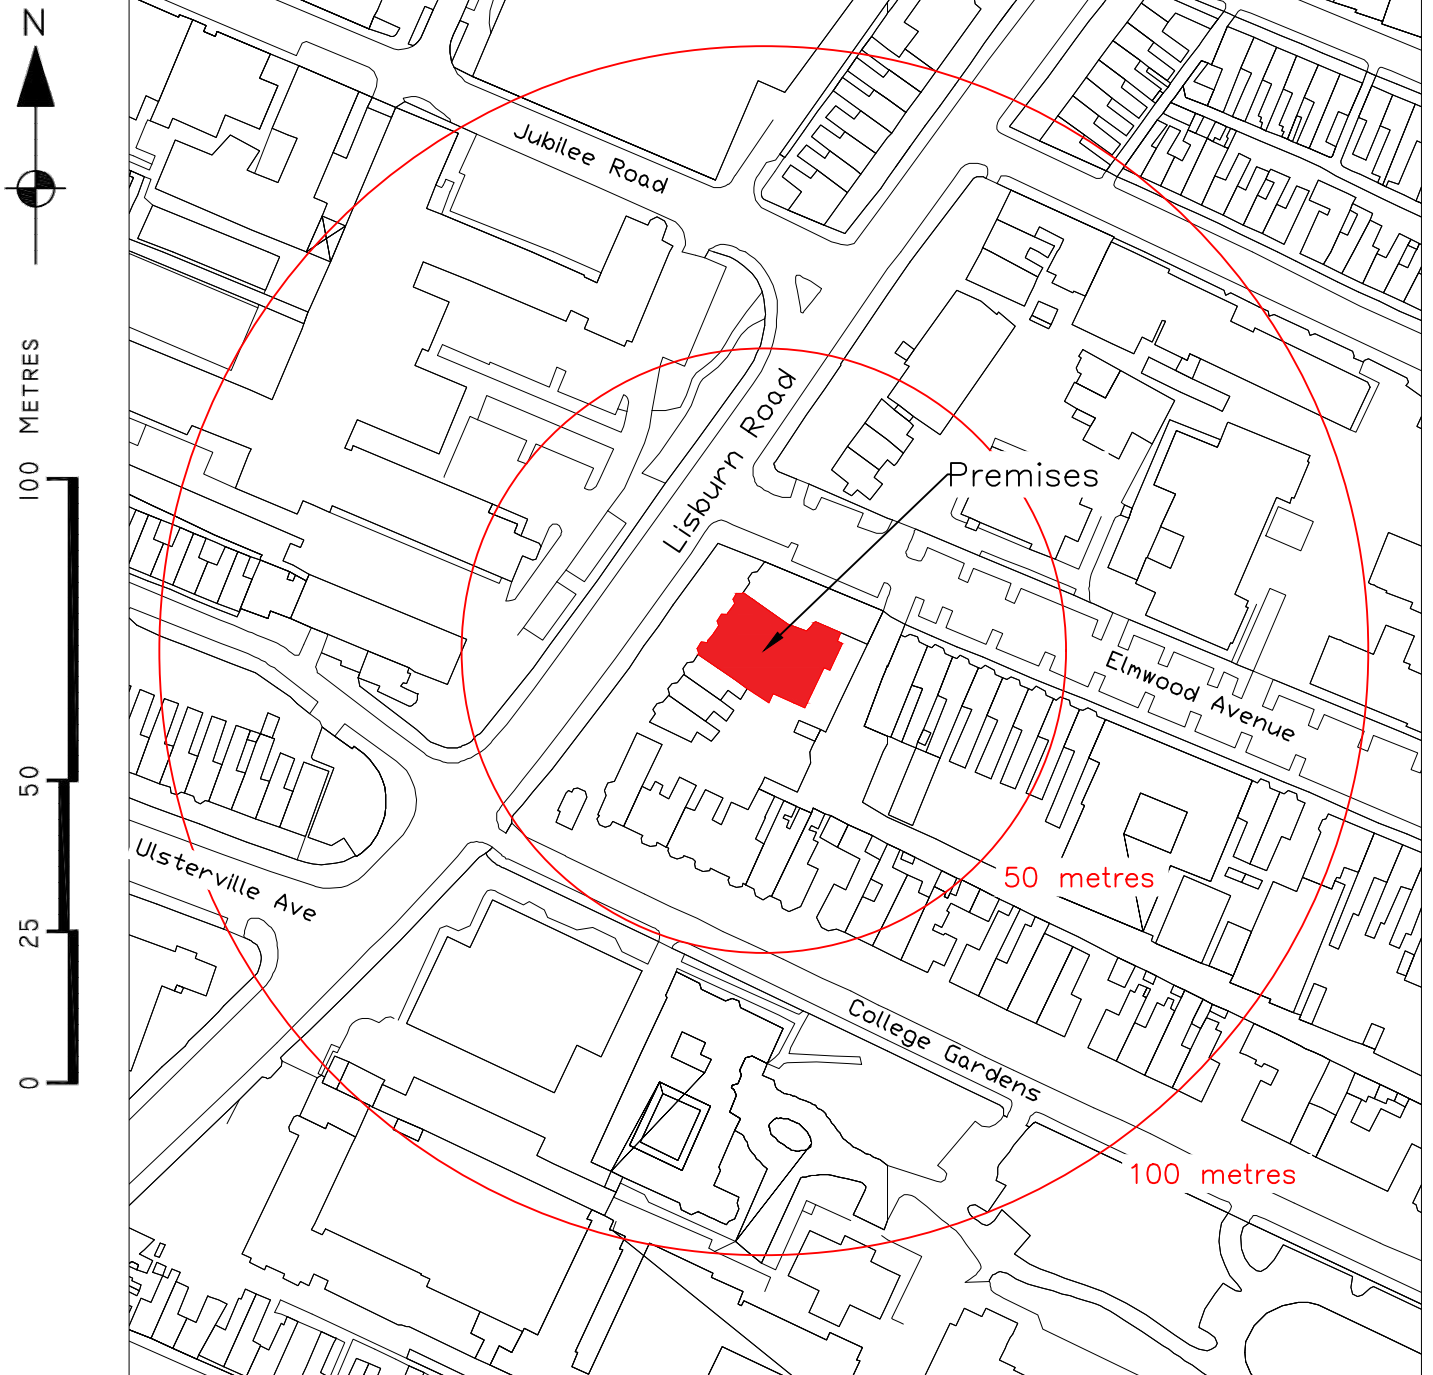 N
Jubilee Road
Lisburn Road
Premises
METRES
100
50
25
0
Elmwood Avenue
Ulsterville Ave
50 metres
College Gardens
100 metres